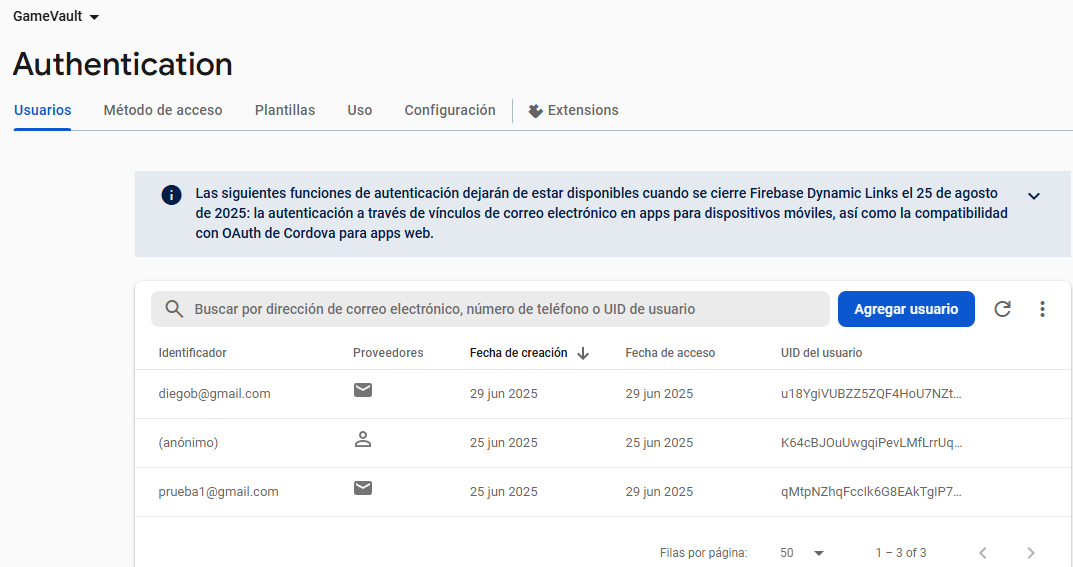 GameVault
Authentication
Usuarios Método de acceso Plantillas Uso Configuración Extensions
Las siguientes funciones de autenticación dejarán de estar disponibles cuando se cierre Firebase Dynamic Links el 25 de agosto
de 2025: la autenticación a través de vínculos de correo electrónico en apps para dispositivos móviles, así como la compatibilidad
con OAuth de Cordova para apps web.
Buscar por dirección de correo electrónico, número de teléfono o UID de usuario Agregar usuario
Identificador Proveedores Fecha de creación Fecha de acceso UID del usuario
diegob@gmail.com 29 jun 2025 29 jun 2025 u18YgiVUBZZ5ZQF4HoU7NZt...
(anónimo) 25 jun 2025 25 jun 2025 K64cBJOuUwgqiPevLMfLrrUq...
prueba1@gmail.com 25 jun 2025 29 jun 2025 qMtpNZhqFccIk6G8EAkTgIP7...
Filas por página: 50 1 – 3 of 3